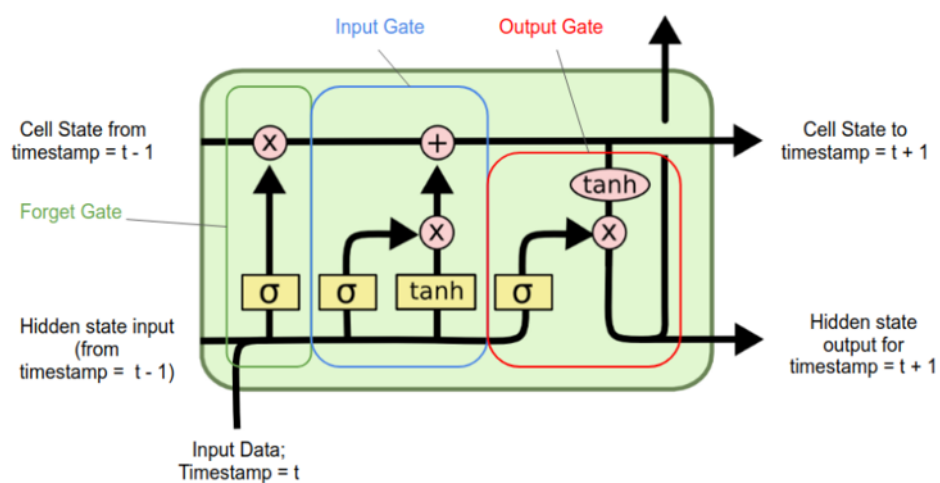 Input Gate
Output Gate
Cell State from
timestamp = t - 1
x
+
Cell State to
timestamp = t + 1
tanh
Forget Gate
x
x
σ
σ
tanh
σ
Hidden state input
(from
timestamp = t - 1)
Hidden state
output for
timestamp = t + 1
Input Data;
Timestamp = t